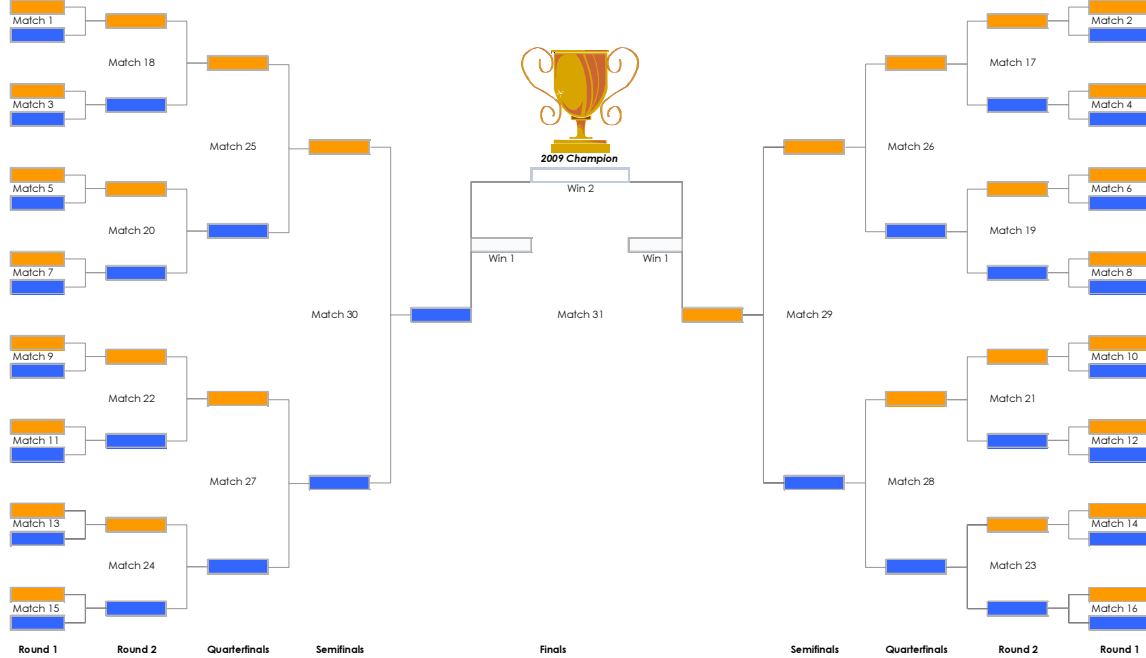 Match 1
Match 2
Match 18
Match 17
Match 3
Match 4
Match 25
Match 26
2009 Champion
Match 5
Win 2
Match 6
Match 20
Match 19
Win 1
Win 1
Match 7
Match 8
Match 30
Match 31
Match 29
Match 9
Match 10
Match 22
Match 21
Match 11
Match 12
Match 27
Match 28
Match 13
Match 14
Match 24
Match 23
Match 15
Match 16
Round 1 Round 2 Quarterfinals Semifinals Finals Semifinals Quarterfinals Round 2 Round 1